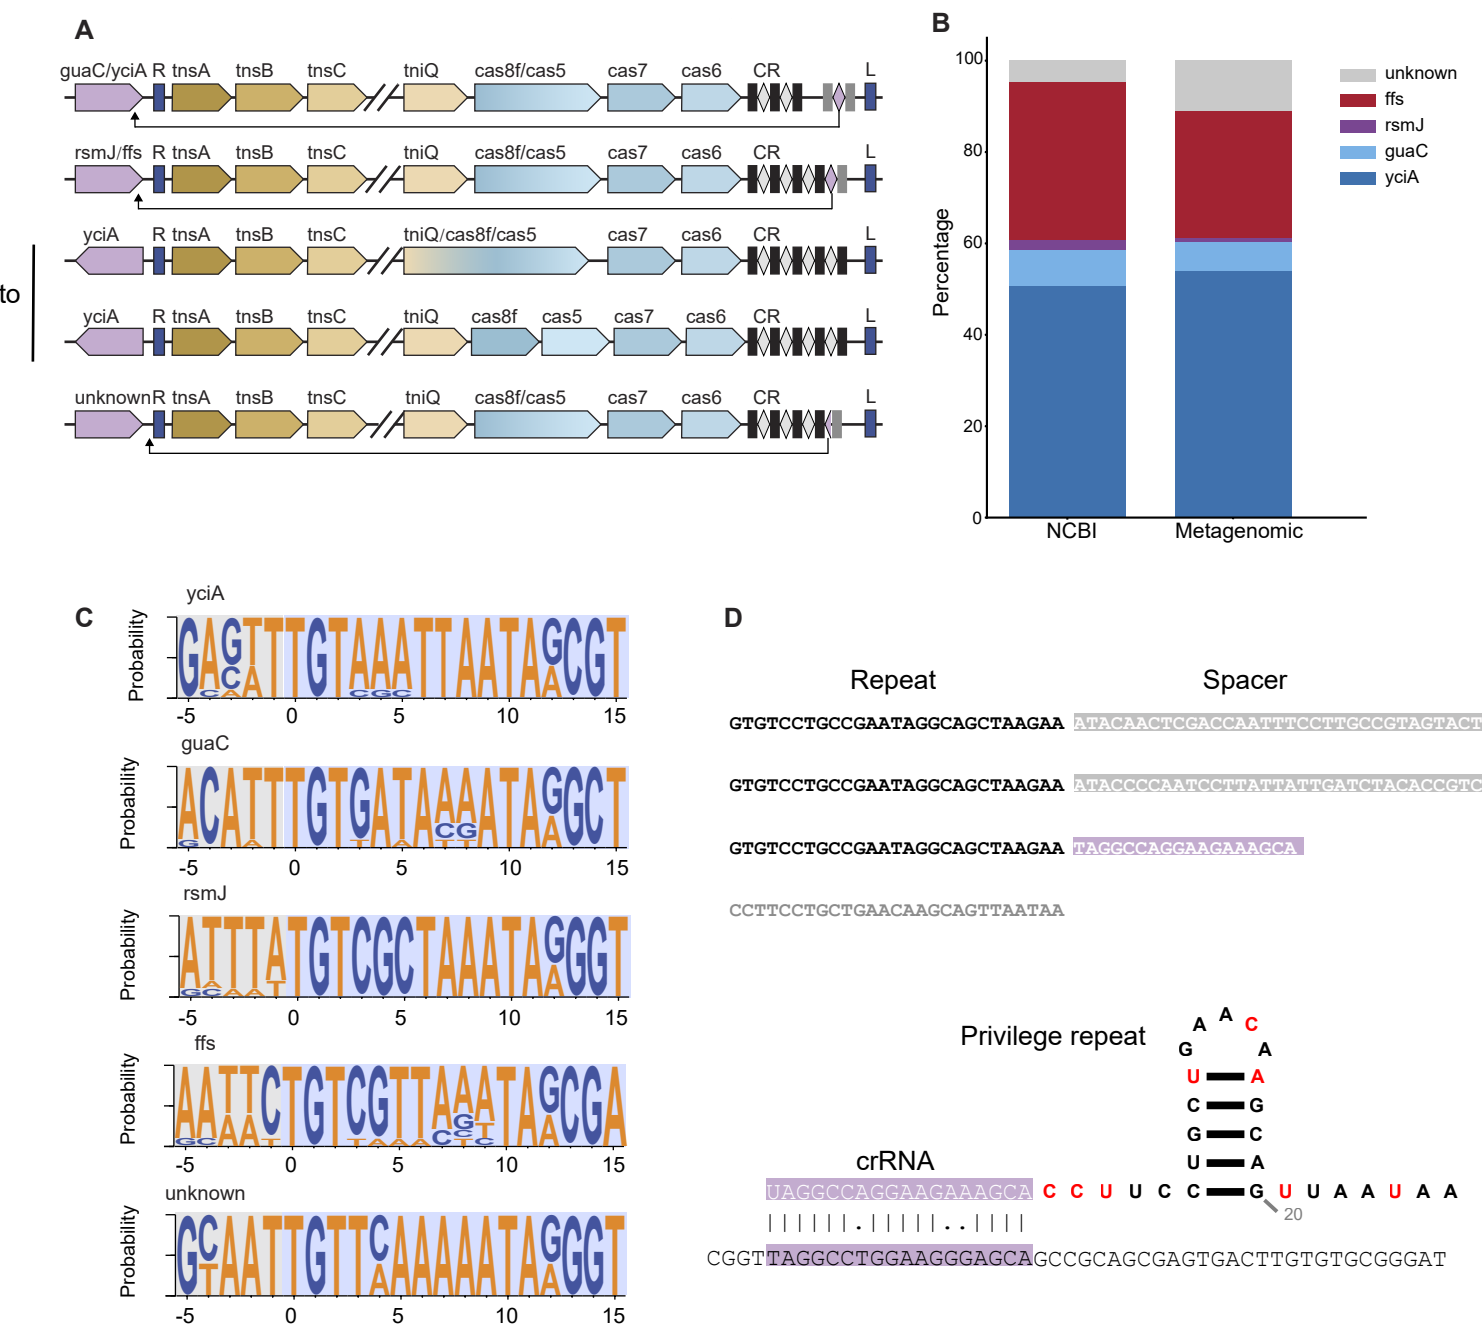 A
guaC/yciA R tnsA tnsB tnsC tniQ cas8f/cas5 cas7 cas6 CR L
rsmJ/ffs R tnsA tnsB tnsC tniQ cas8f/cas5 cas7 cas6 CR L
yciA R tnsA tnsB tnsC tniQ/cas8f/cas5 cas7 cas6 CR L
to
yciA R tnsA tnsB tnsC tniQ cas8f cas5 cas7 cas6 CR L
unknown R tnsA tnsB tnsC tniQ cas8f/cas5 cas7 cas6 CR L
B
Percentage
100
80
60
40
20
0
NCBI Metagenomic
unknown
ffs
rsmJ
guaC
yciA
C
yciA
Probability
-5 0 5 10 15
guaC
Probability
-5 0 5 10 15
rsmJ
Probability
-5 0 5 10 15
ffs
Probability
-5 0 5 10 15
unknown
Probability
-5 0 5 10 15
D
Repeat Spacer
GTGTCCTGCCGAATAGGCAGCTAAGAA ATACAACTCGACCAATTTCCTTGCCGTAGTACT
GTGTCCTGCCGAATAGGCAGCTAAGAA ATACCCCAATCCTTATTATTGATCTACACCGTC
GTGTCCTGCCGAATAGGCAGCTAAGAA TAGGCCAGGAAGAAAGCA
CCTTCCTGCTGAACAAGCAGTTAATAA
Privilege repeat
A A C
G A
U A
C G
G C
U A
crRNA
UAGGCCAGGAAGAAAGCA C C U U C C C G U U A A U A A
20
CGGTTAGGCCTGGAAGGGAGCAGCCGCAGCGAGTGACTTGTGTGCGGGAT